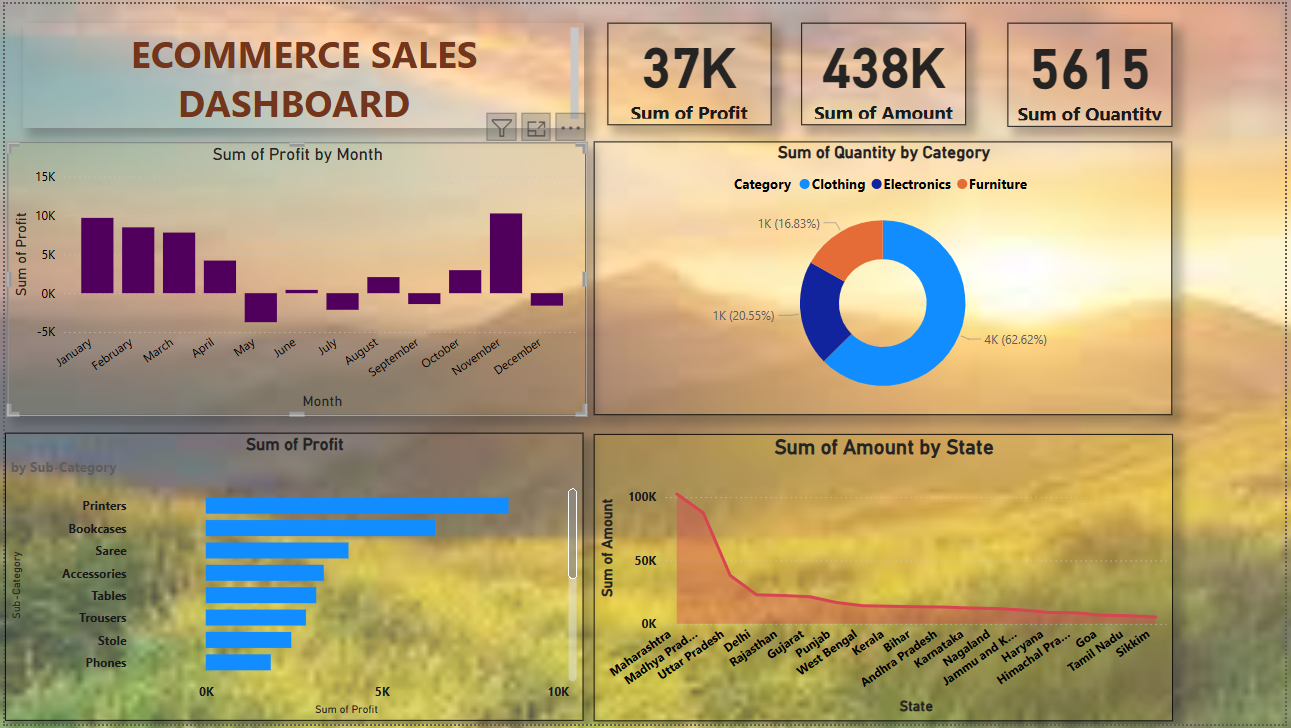 ECOMMERCE SALES
DASHBOARD
37K
Sum of Profit
438K
Sum of Amount
5615
Sum of Quantity
Sum of Profit by Month
15K
10K
5K
0K
-5K
Sum of Profit
January
February
March
April
May
June
July
August
September
October
November
December
Month
Sum of Quantity by Category
Category Clothing Electronics Furniture
1K (16.83%)
1K (20.55%)
4K (62.62%)
Sum of Profit
by Sub-Category
Sub-Category
Printers
Bookcases
Saree
Accessories
Tables
Trousers
Stole
Phones
0K 5K 10K
Sum of Profit
Sum of Amount by State
Sum of Amount
100K
50K
0K
Maharashtra
Madhya Prad...
Uttar Pradesh
Delhi
Rajasthan
Gujarat
Punjab
West Bengal
Kerala
Bihar
Andhra Pradesh
Karnataka
Nagaland
Jammu and K...
Haryana
Himachal Pra...
Goa
Tamil Nadu
Sikkim
State